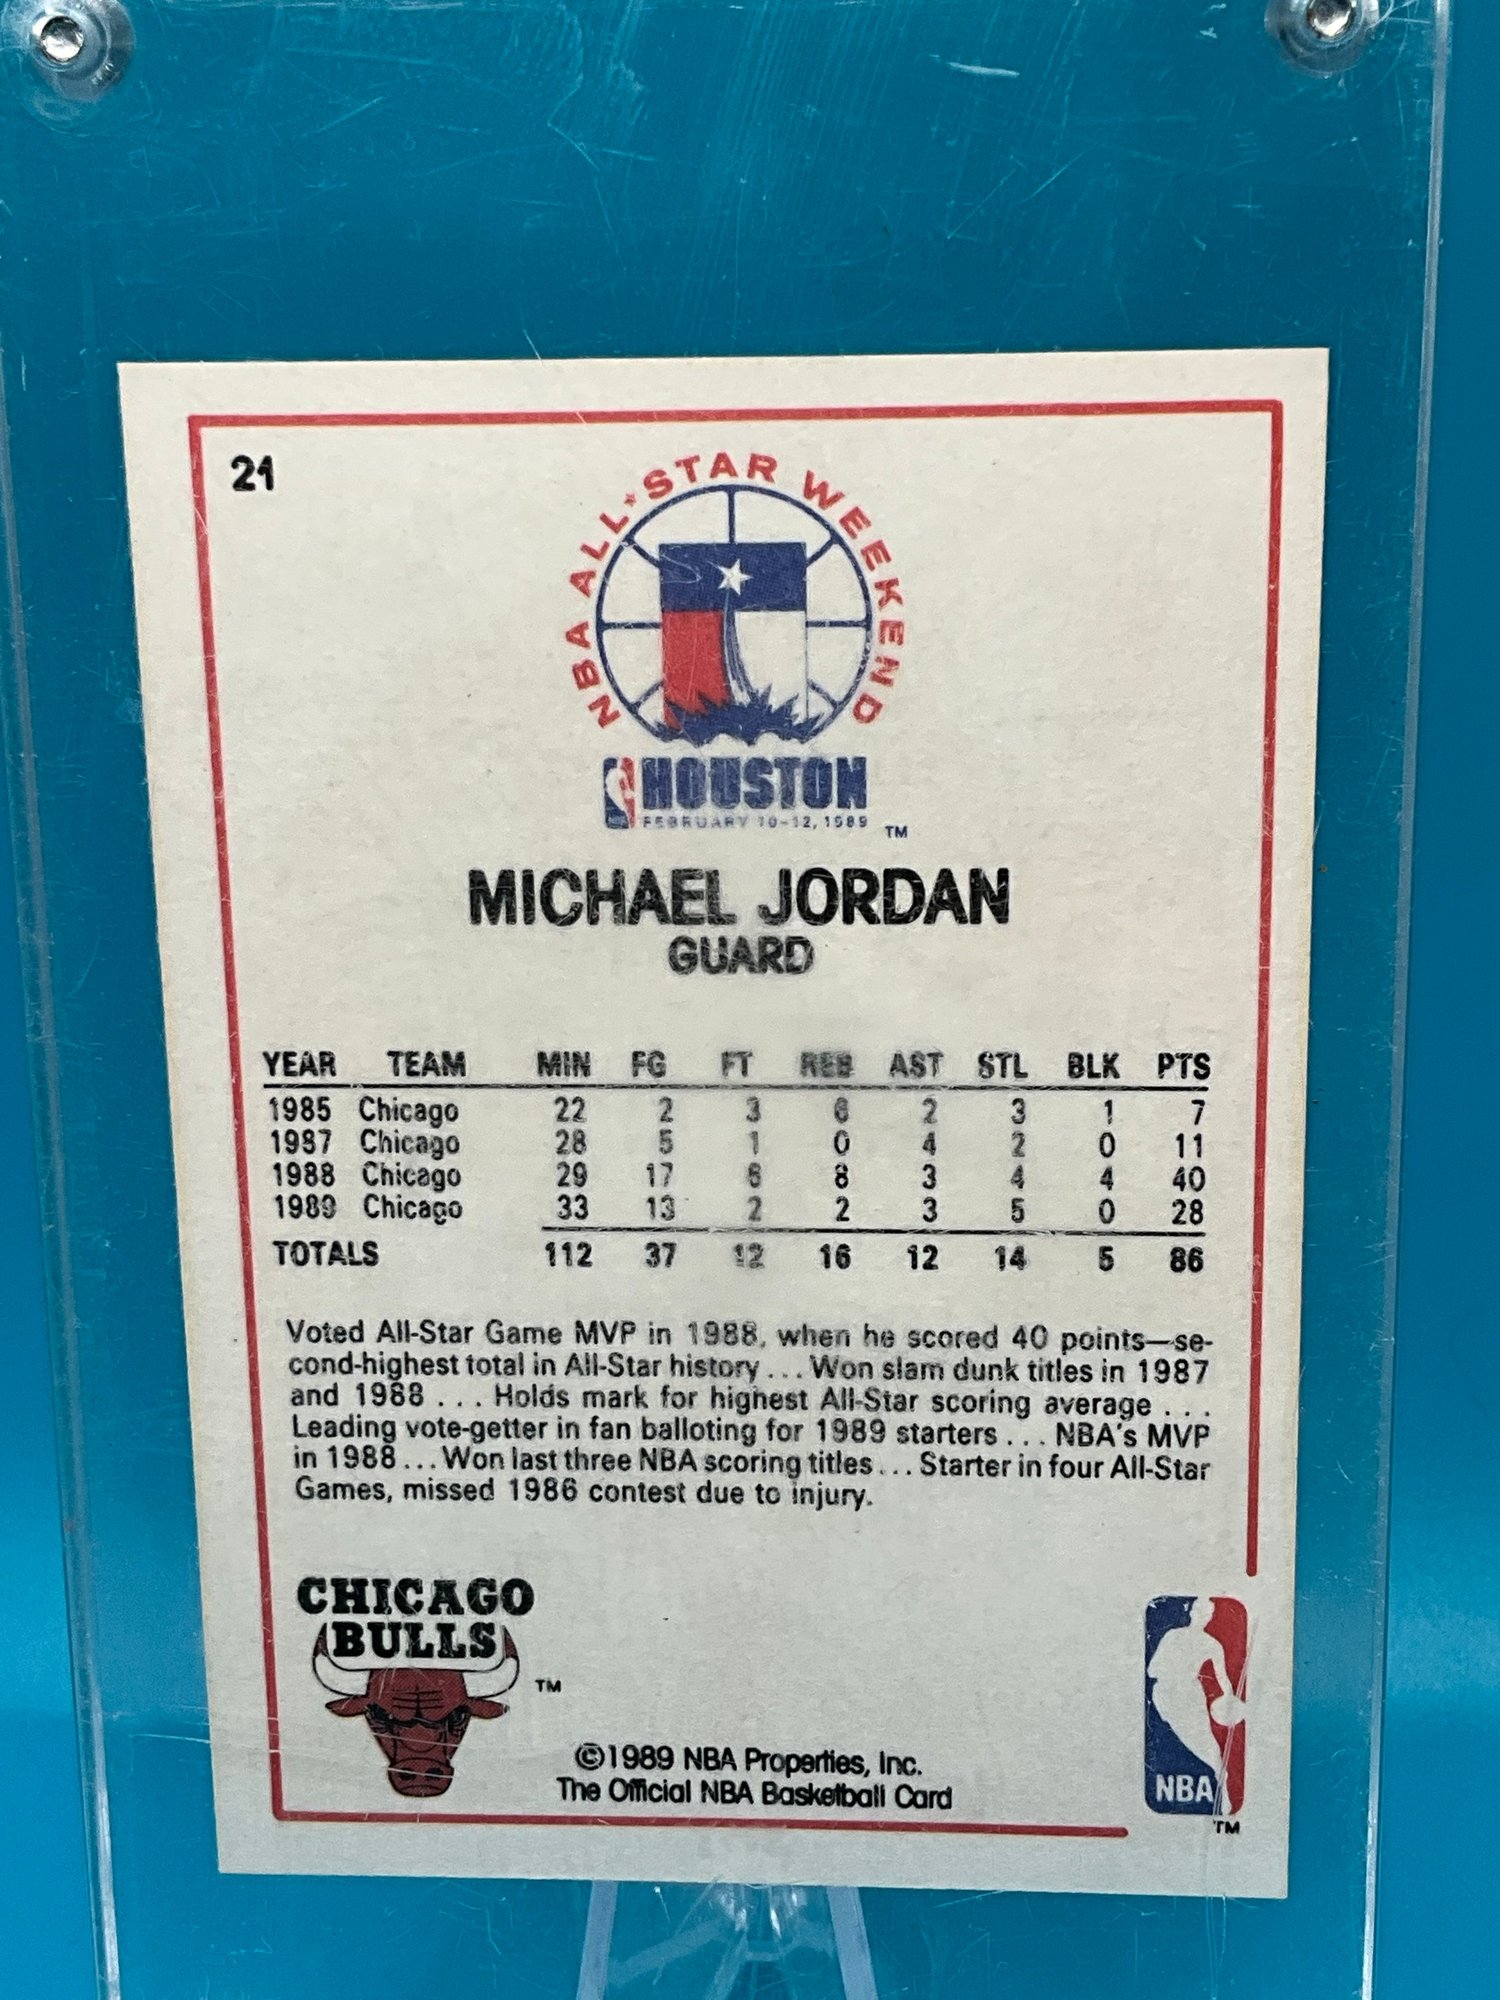 21
NBA ALL★STAR WEEKEND
HOUSTON
FEBRUARY 10-12, 1989 TM
MICHAEL JORDAN
GUARD
YEAR TEAM MIN FG FT REB AST STL BLK PTS
1985 Chicago 22 2 3 6 2 3 1 7
1987 Chicago 28 5 1 0 4 2 0 11
1988 Chicago 29 17 6 8 3 4 4 40
1989 Chicago 33 13 2 2 3 5 0 28
TOTALS 112 37 12 16 12 14 5 86
Voted All-Star Game MVP in 1988, when he scored 40 points—se-
cond-highest total in All-Star history . . . Won slam dunk titles in 1987
and 1988 . . . Holds mark for highest All-Star scoring average . . .
Leading vote-getter in fan balloting for 1989 starters . . . NBA's MVP
in 1988 . . . Won last three NBA scoring titles . . . Starter in four All-Star
Games, missed 1986 contest due to injury.
CHICAGO
BULLS
TM
©1989 NBA Properties, Inc.
The Official NBA Basketball Card
NBA
TM